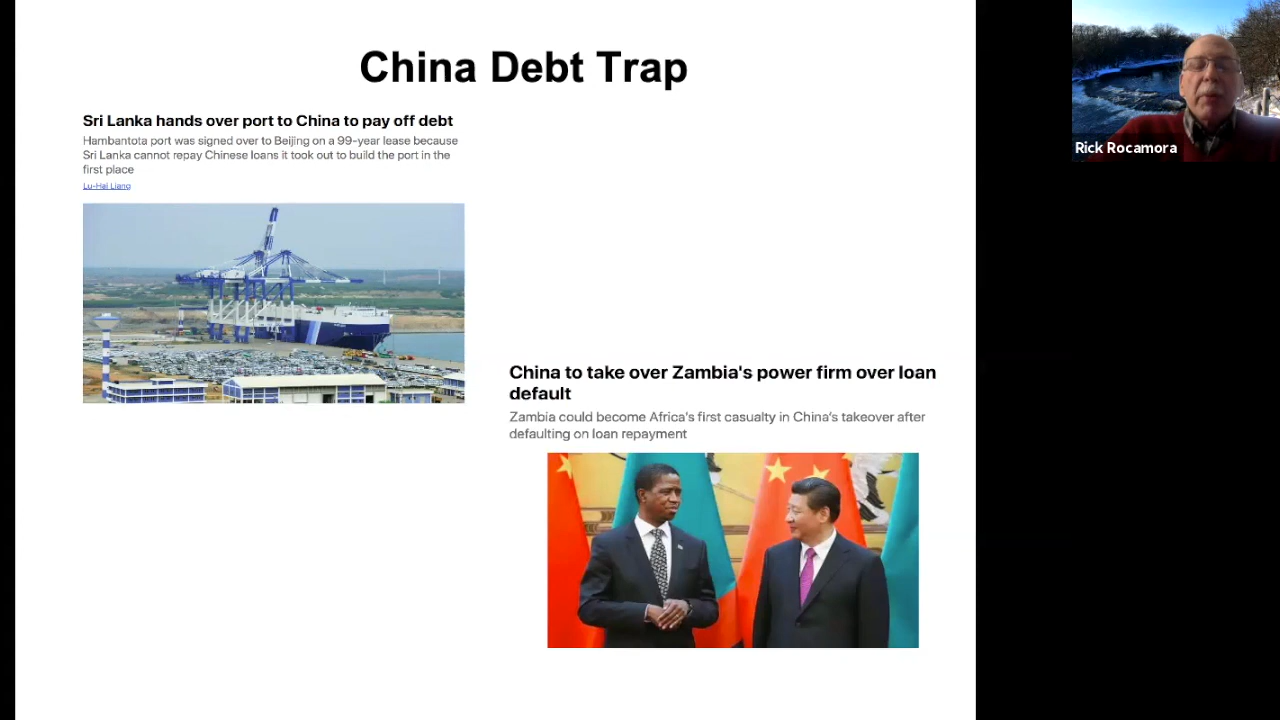 China Debt Trap
Sri Lanka hands over port to China to pay off debt
Hambantota port was signed over to Beijing on a 99-year lease because
Sri Lanka cannot repay Chinese loans it took out to build the port in the
first place
Lu-Hai Liang
China to take over Zambia's power firm over loan
default
Zambia could become Africa's first casualty in China's takeover after
defaulting on loan repayment
Rick Rocamora